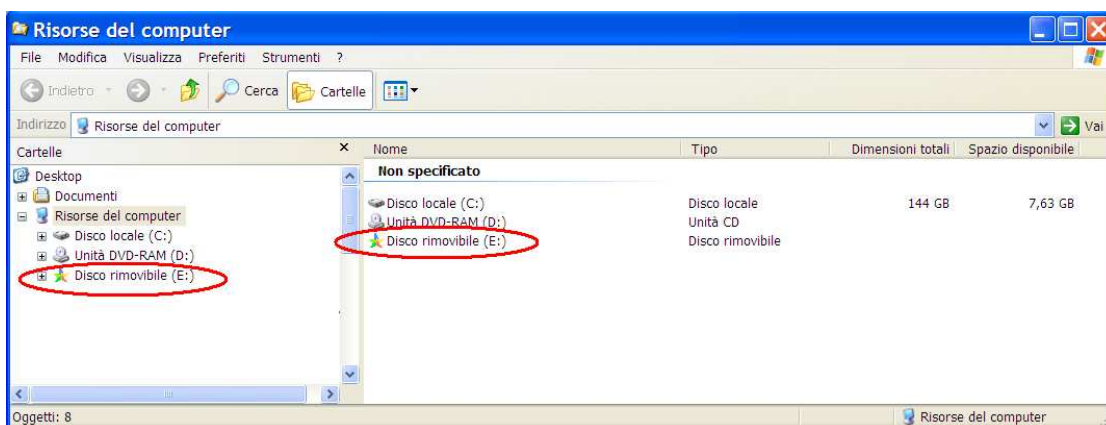 Risorse del computer
File Modifica Visualizza Preferiti Strumenti ?
Indietro Cerca Cartelle
Indirizzo Risorse del computer Vai
Cartelle x Nome Tipo Dimensioni totali Spazio disponibile
Desktop
Documenti
Risorse del computer
Disco locale (C:)
Unità DVD-RAM (D:)
Disco rimovibile (E:)
Non specificato
Disco locale (C:) Disco locale 144 GB 7,63 GB
Unità DVD-RAM (D:) Unità CD
Disco rimovibile (E:) Disco rimovibile
Oggetti: 8 Risorse del computer